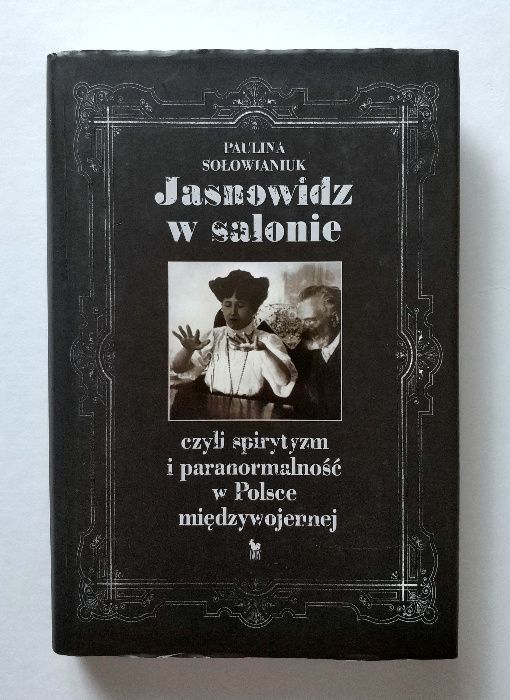 PAULINA
SOŁOWIANIUK
Jasnowidz
w salonie
czyli spirytyzm
i paranormalność
w Polsce
międzywojennej